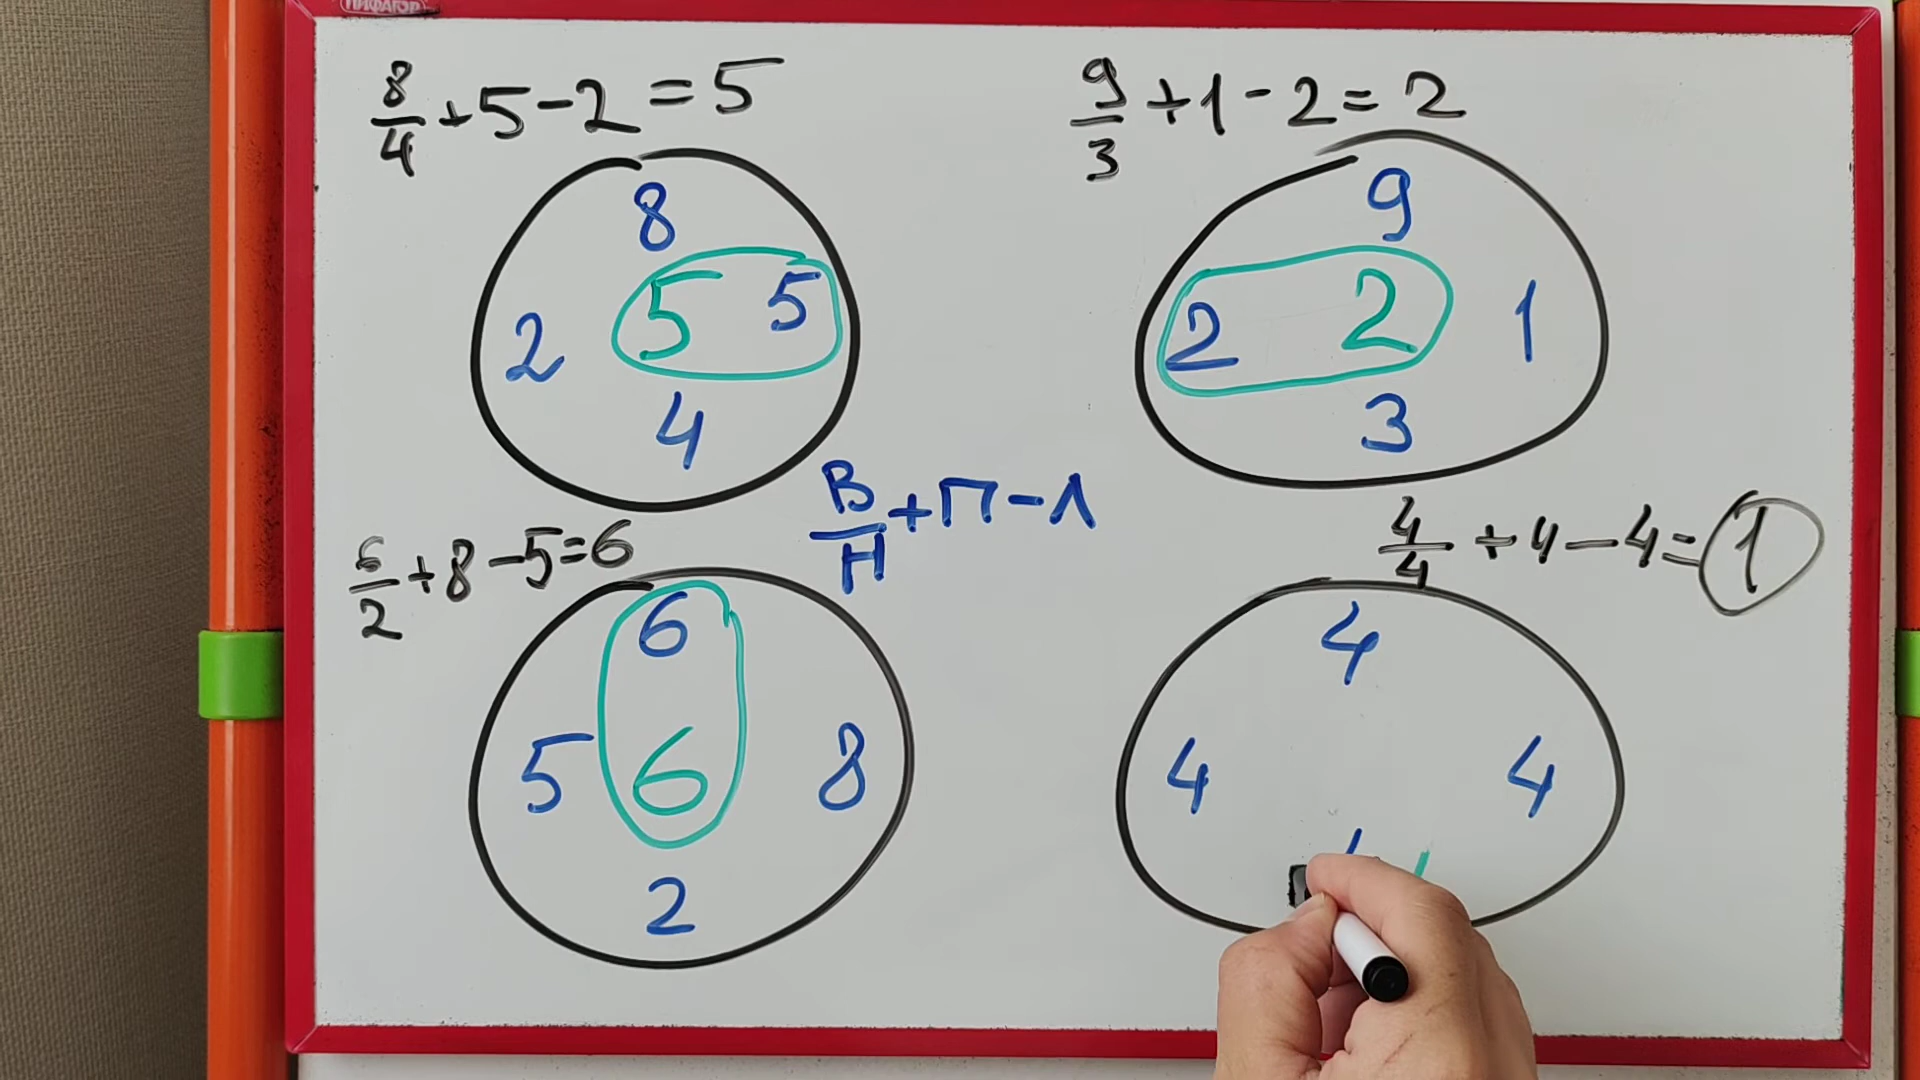 ПИФАГОР
8/4 + 5 - 2 = 5
9/3 + 1 - 2 = 2
8
5 5
2
4
9
2 2 1
3
В/Н + П - Л
6/2 + 8 - 5 = 6
4/4 + 4 - 4 = 1
6
5 6 8
2
4
4 4